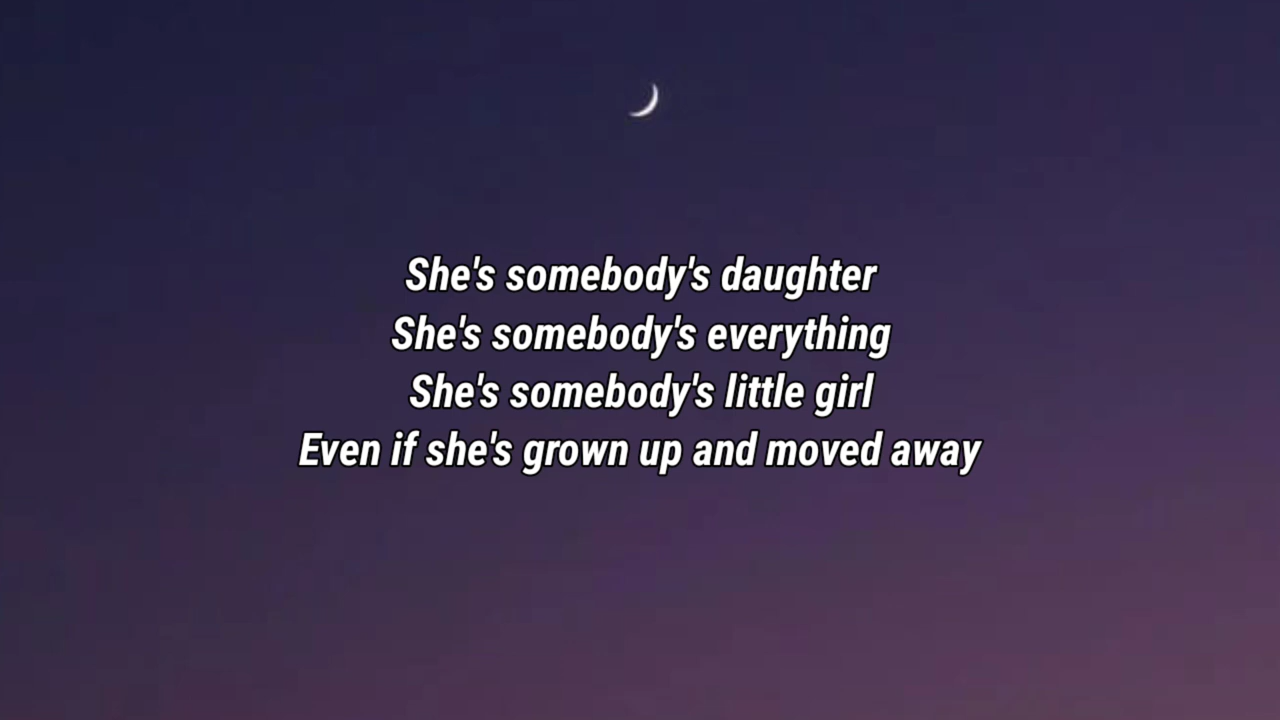 She's somebody's daughter
She's somebody's everything
She's somebody's little girl
Even if she's grown up and moved away